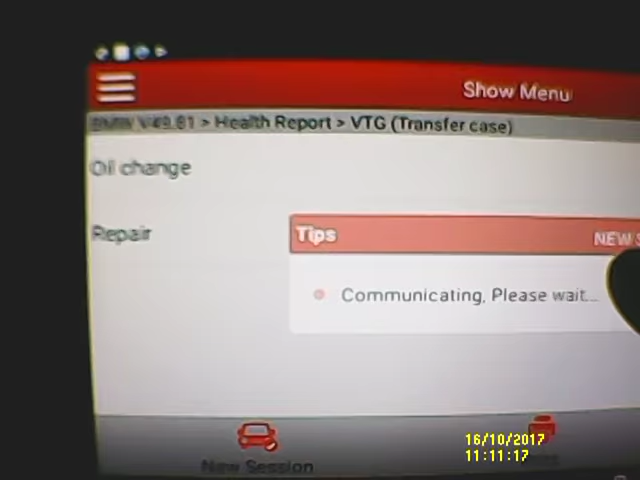 Show Menu
BMW V49.81 > Health Report > VTG (Transfer case)
Oil change
Repair
Tips
NEW
Communicating, Please wait...
New Session
16/10/2017
11:11:17